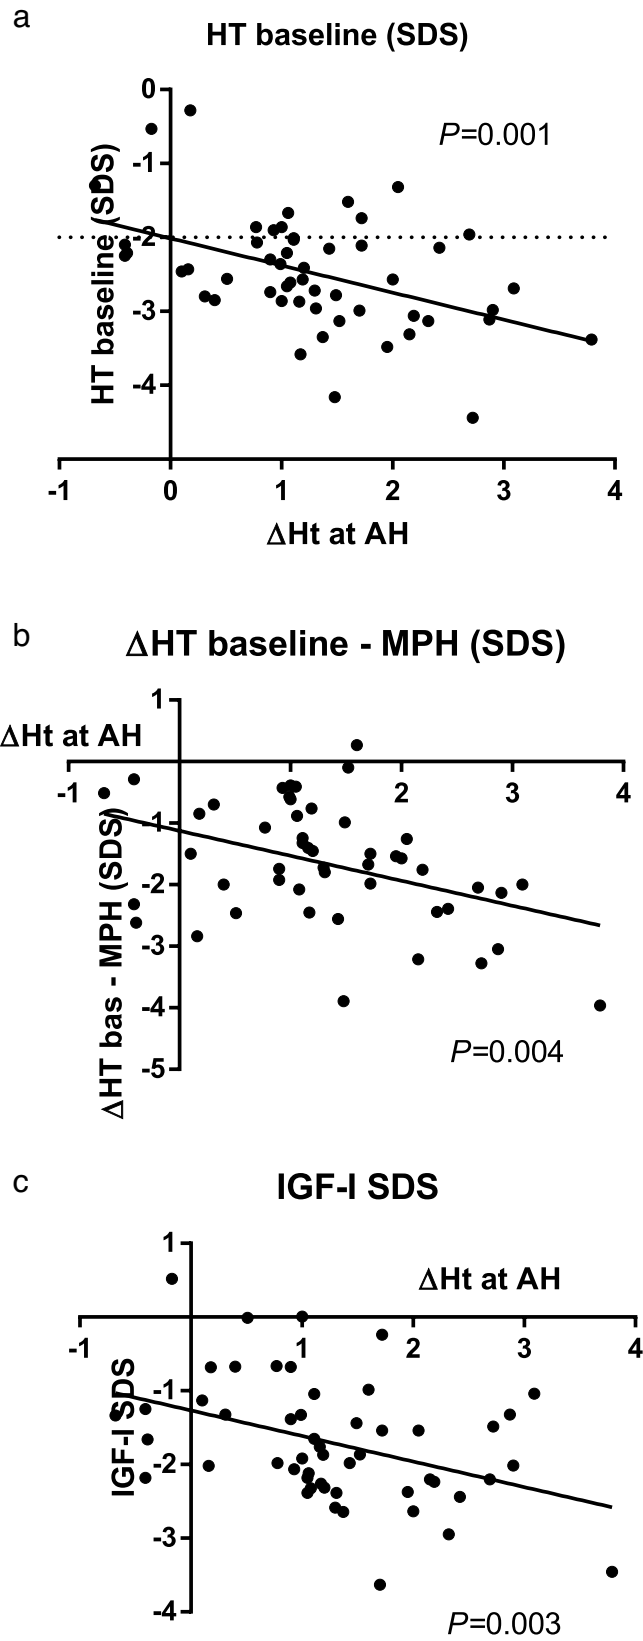 a
HT baseline (SDS)
0
P=0.001
-1
-2
-3
-4
HT baseline (SDS)
-1 0 1 2 3 4
ΔHt at AH
b
ΔHT baseline - MPH (SDS)
1
ΔHt at AH
-1 2 3 4
-1
-2
-3
-4
-5
ΔHT bas - MPH (SDS)
P=0.004
c
IGF-I SDS
1
ΔHt at AH
-1 1 2 3 4
-1
-2
-3
-4
IGF-I SDS
P=0.003